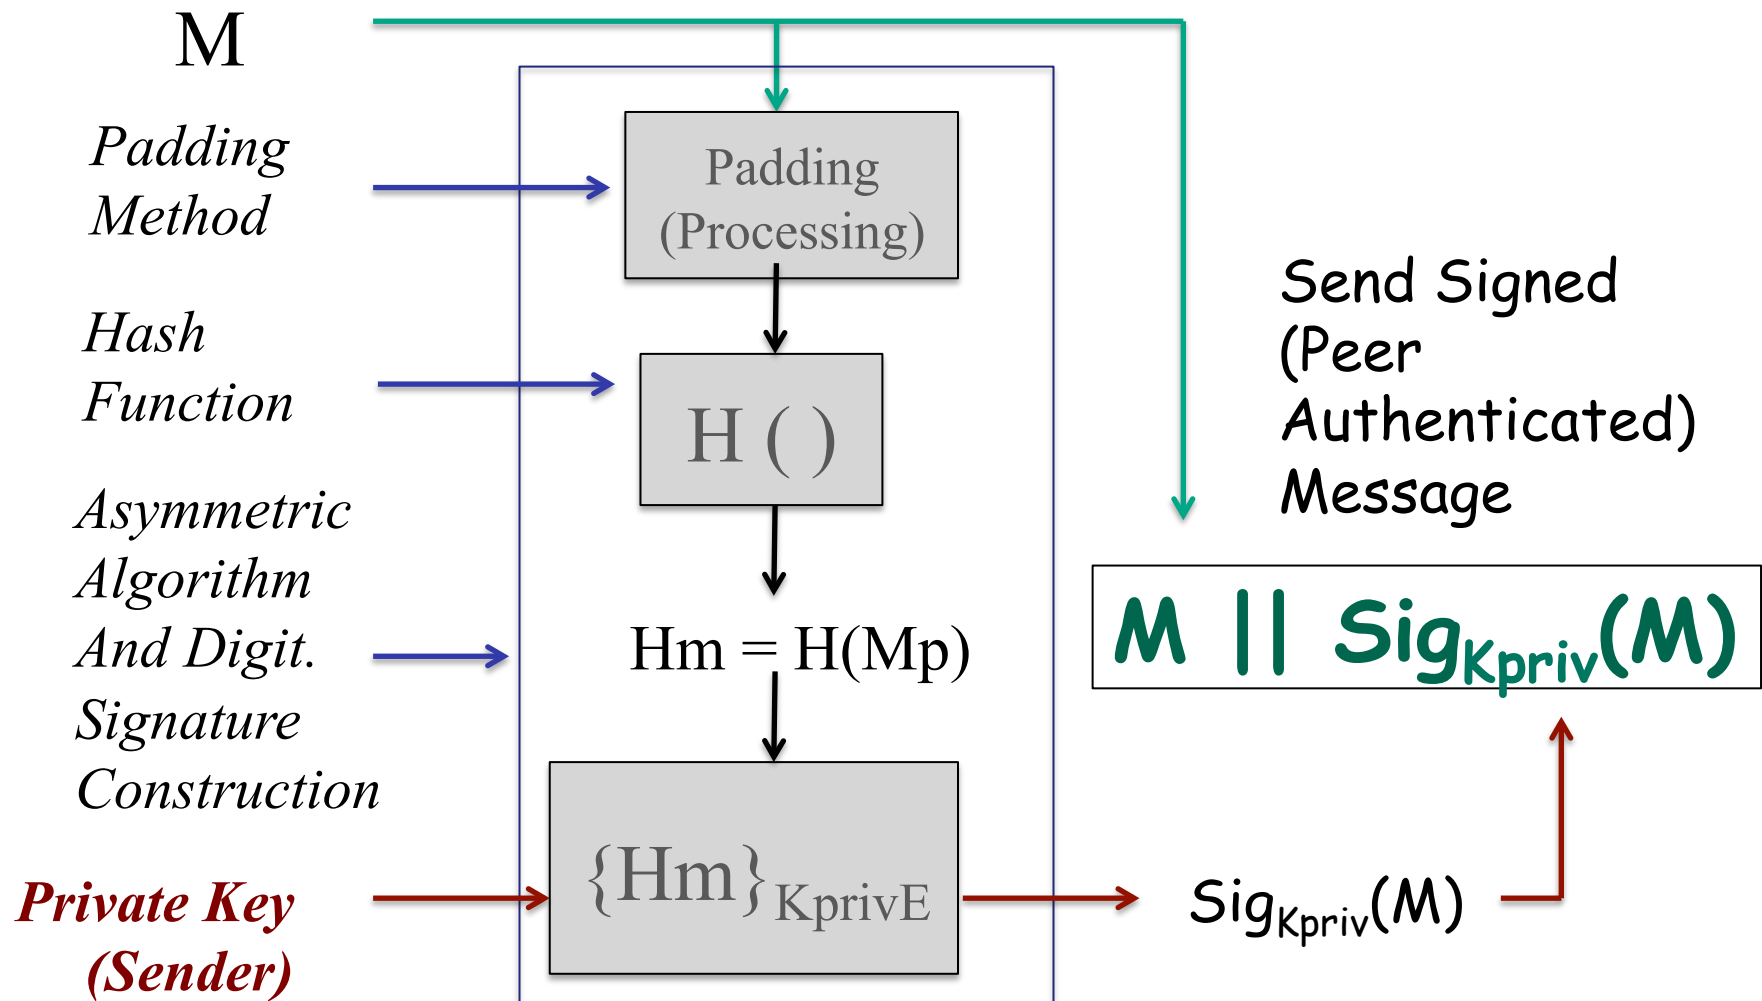 M
Padding
Method
Padding
(Processing)
Hash
Function
H ( )
Asymmetric
Algorithm
And Digit.
Signature
Construction
Hm = H(Mp)
Private Key
(Sender)
{Hm}KprivE
SigKpriv(M)
Send Signed
(Peer
Authenticated)
Message
M || SigKpriv(M)